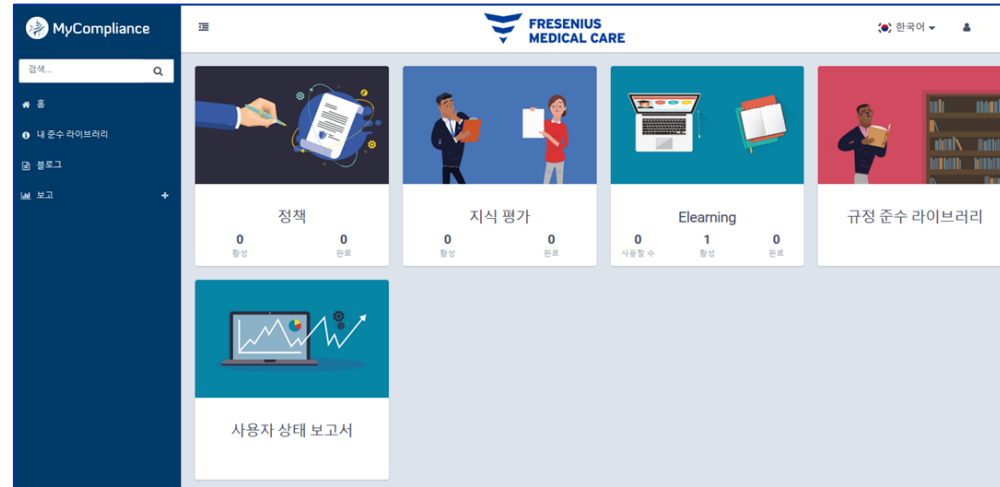 MyCompliance
FRESENIUS
MEDICAL CARE
한국어
검색...
홈
내 준수 라이브러리
블로그
보고
정책
0 0
활성 완료
지식 평가
0 0
활성 완료
Elearning
0 1 0
사용할 수 활성 완료
규정 준수 라이브러리
사용자 상태 보고서